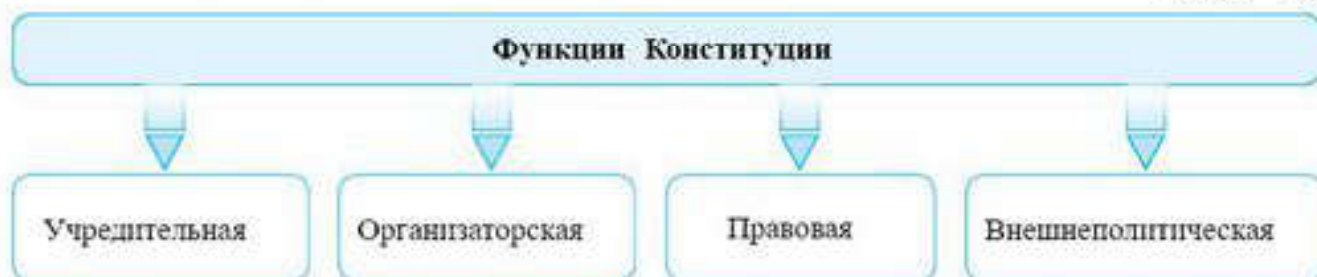 Функции Конституции
Учредительная
Организаторская
Правовая
Внешнеполитическая